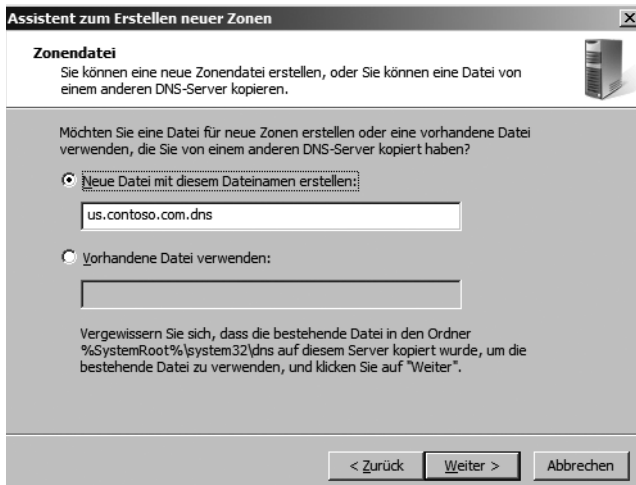 Assistent zum Erstellen neuer Zonen
Zonendatei
Sie können eine neue Zonendatei erstellen, oder Sie können eine Datei von
einem anderen DNS-Server kopieren.
Möchten Sie eine Datei für neue Zonen erstellen oder eine vorhandene Datei
verwenden, die Sie von einem anderen DNS-Server kopiert haben?
Neue Datei mit diesem Dateinamen erstellen:
us.contoso.com.dns
Vorhandene Datei verwenden:
Vergewissern Sie sich, dass die bestehende Datei in den Ordner
%SystemRoot%\system32\dns auf diesem Server kopiert wurde, um die
bestehende Datei zu verwenden, und klicken Sie auf "Weiter".
< Zurück Weiter > Abbrechen